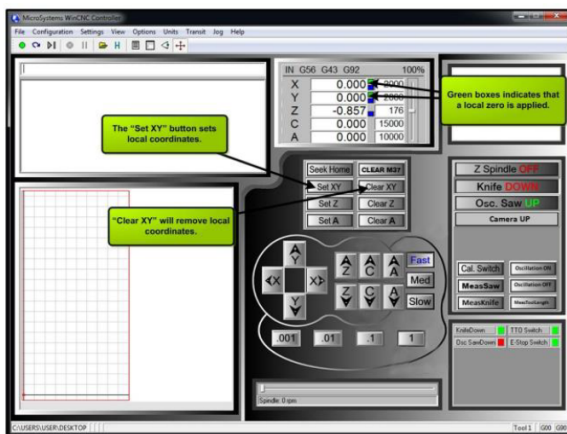 MicroSystems WinCNC Controller
File Configuration Settings View Options Units Transit Jog Help
IN G56 G43 G92 100%
X 0.000 2000
Y 0.000 2000
Z -0.857 176
C 0.000 15000
A 0.000 10000
Green boxes indicates that
a local zero is applied.
The "Set XY" button sets
local coordinates.
"Clear XY" will remove local
coordinates.
Seek Home CLEAR M37
Set XY Clear XY
Set Z Clear Z
Set A Clear A
Z Spindle OFF
Knife DOWN
Osc. Saw UP
Camera UP
A Y
X X
Y
A Z A C A A
Z C A
Fast
Med
Slow
.001 .01 .1 1
Cal. Switch Oscillation ON
MeasSaw Oscillation OFF
MeasKnife MeasToolLength
KnifeDown TTO Switch
Osc SawDown E-Stop Switch
Spindle: 0 rpm
C:\USERS\USER\DESKTOP Tool 1 G00 G00